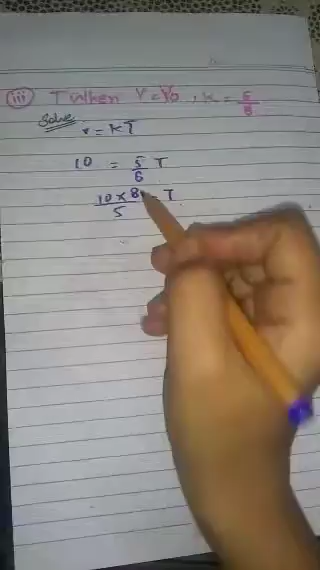 (iii) T when V = 10, K = 5/8
Solve
v = KT
10 = 5/8 T
10 × 8/5 = T